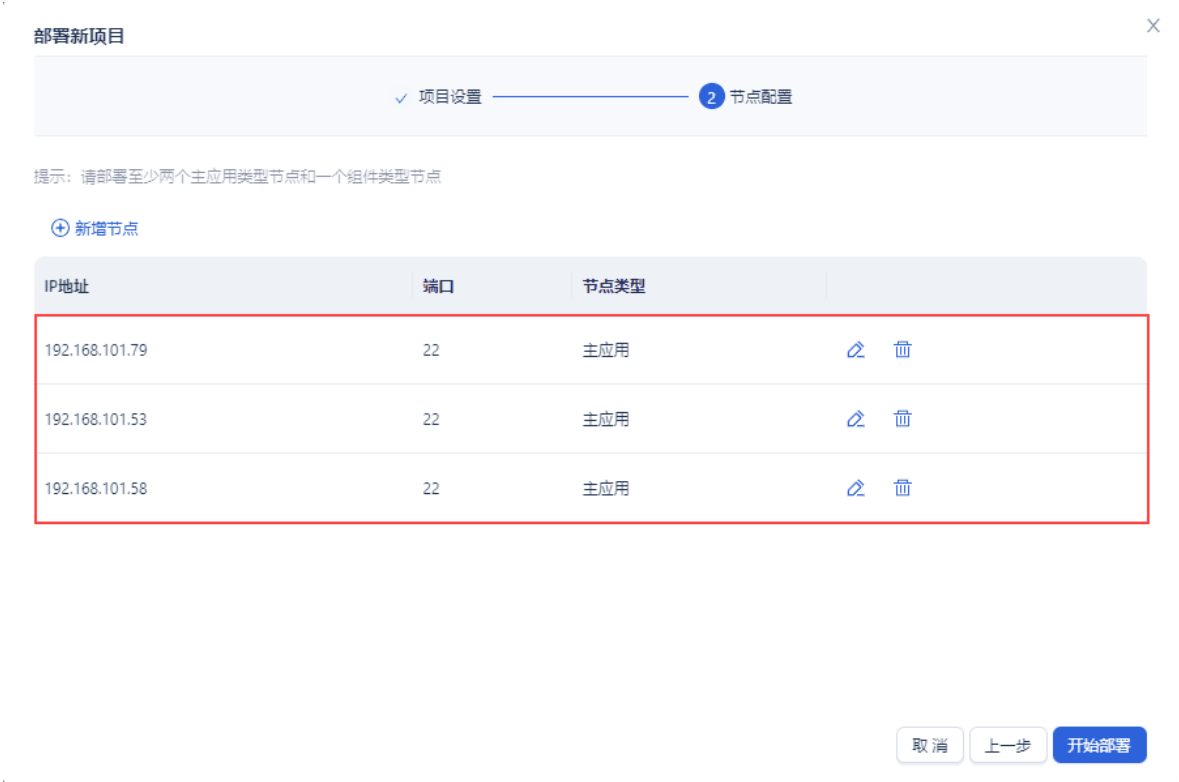 部署新项目
项目设置 2 节点配置
提示：请部署至少两个主应用类型节点和一个组件类型节点
新增节点
IP地址 端口 节点类型
192.168.101.79 22 主应用
192.168.101.53 22 主应用
192.168.101.58 22 主应用
取消 上一步 开始部署